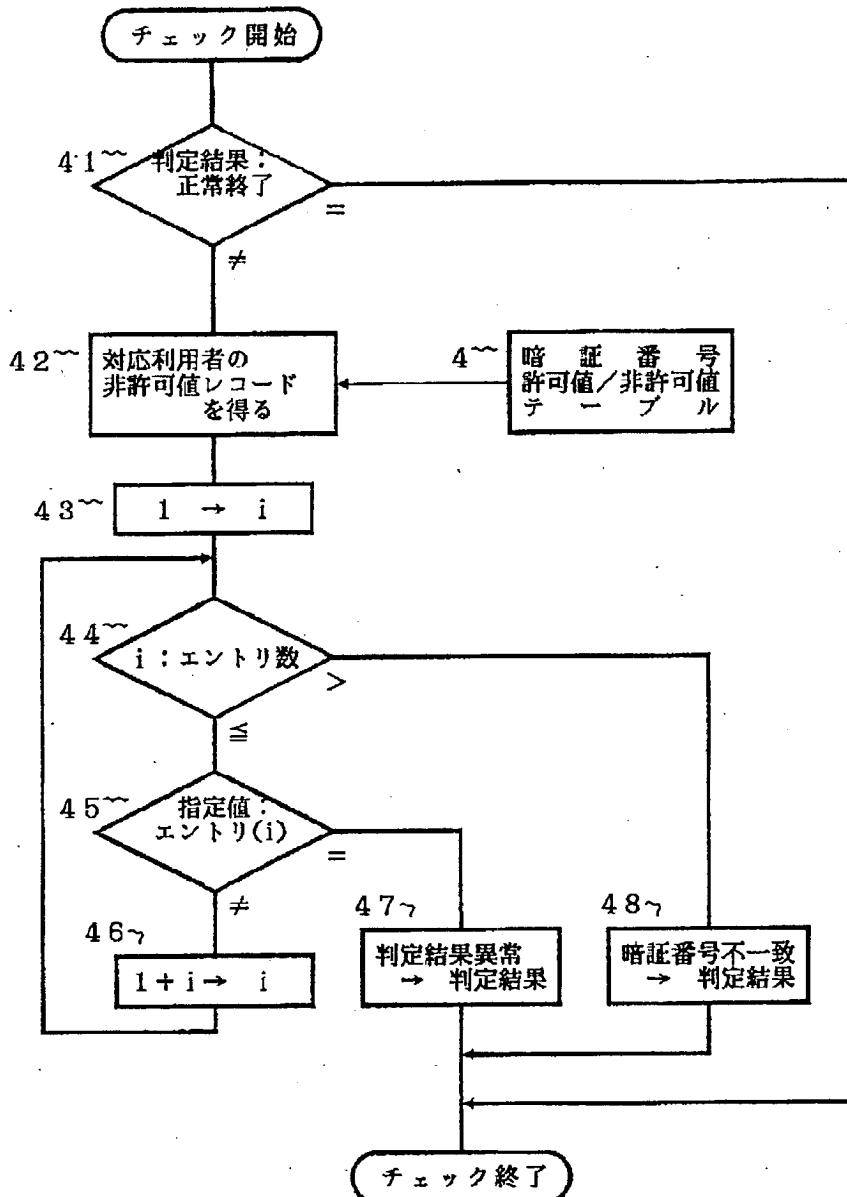 チェック開始
41
判定結果：
正常終了
=
≠
42
対応利用者の
非許可値レコード
を得る
4
暗証番号
許可値／非許可値
テーブル
43
1 → i
44
i：エントリ数
>
≦
45
指定値：
エントリ(i)
=
≠
46
1+i→ i
47
判定結果異常
→ 判定結果
48
暗証番号不一致
→ 判定結果
チェック終了